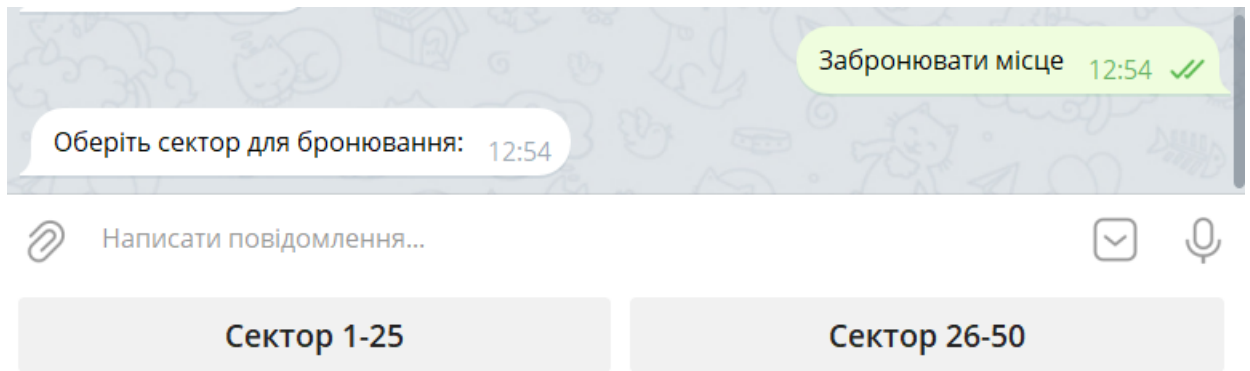 Забронювати місце 12:54
Оберіть сектор для бронювання: 12:54
Написати повідомлення...
Сектор 1-25 Сектор 26-50